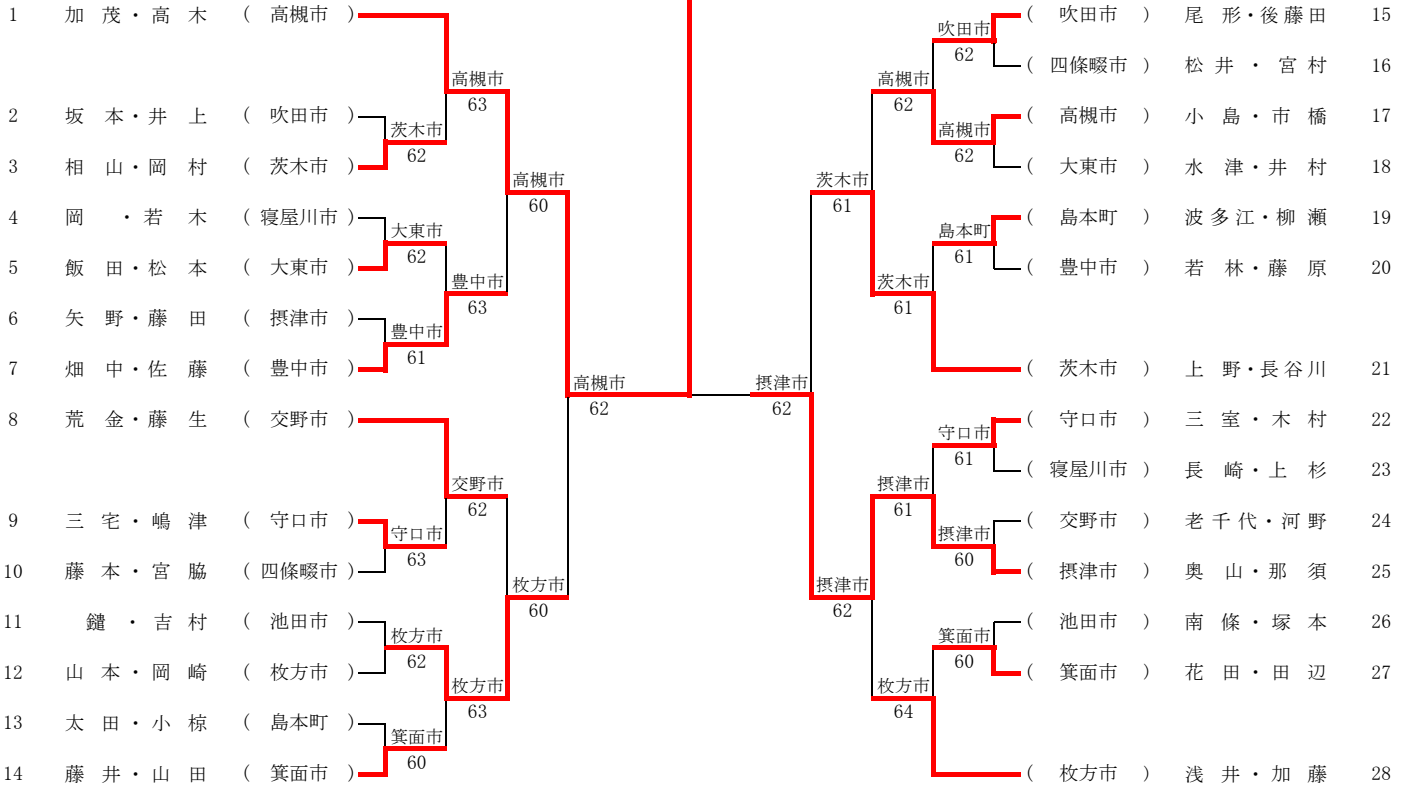 1 加茂・高木 (高槻市)
2 坂本・井上 (吹田市)
3 相山・岡村 (茨木市)
4 岡・若木 (寝屋川市)
5 飯田・松本 (大東市)
6 矢野・藤田 (摂津市)
7 畑中・佐藤 (豊中市)
8 荒金・藤生 (交野市)
9 三宅・嶋津 (守口市)
10 藤本・宮脇 (四條畷市)
11 鑓・吉村 (池田市)
12 山本・岡崎 (枚方市)
13 太田・小椋 (島本町)
14 藤井・山田 (箕面市)
茨木市
62
大東市
62
豊中市
61
守口市
63
枚方市
62
箕面市
60
高槻市
63
豊中市
63
交野市
62
枚方市
63
高槻市
60
枚方市
60
高槻市
62
摂津市
62
茨木市
61
摂津市
62
高槻市
62
茨木市
61
摂津市
61
枚方市
64
吹田市
62
高槻市
62
島本町
61
守口市
61
摂津市
60
箕面市
60
(吹田市) 尾形・後藤田 15
(四條畷市) 松井・宮村 16
(高槻市) 小島・市橋 17
(大東市) 水津・井村 18
(島本町) 波多江・柳瀬 19
(豊中市) 若林・藤原 20
(茨木市) 上野・長谷川 21
(守口市) 三室・木村 22
(寝屋川市) 長崎・上杉 23
(交野市) 老千代・河野 24
(摂津市) 奥山・那須 25
(池田市) 南條・塚本 26
(箕面市) 花田・田辺 27
(枚方市) 浅井・加藤 28